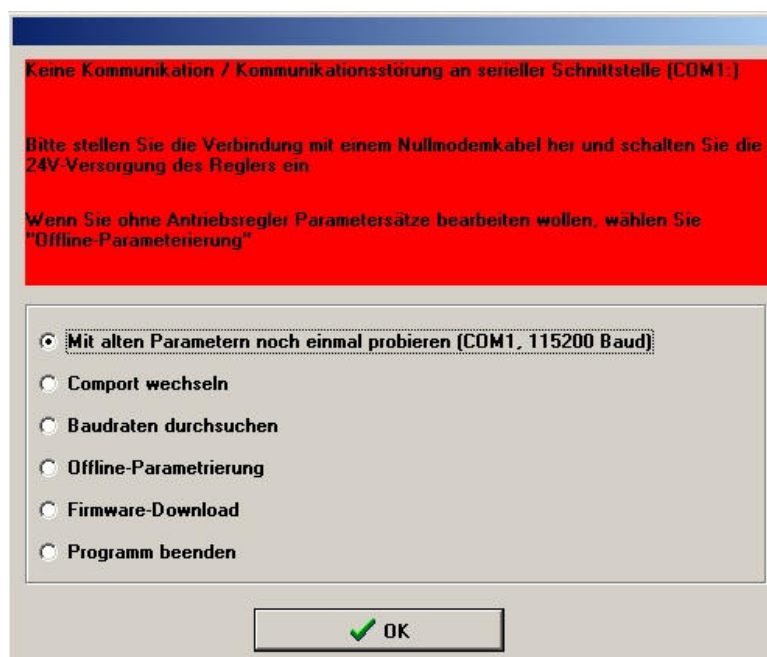 Keine Kommunikation / Kommunikationsstörung an serieller Schnittstelle (COM1:)
Bitte stellen Sie die Verbindung mit einem Nullmodemkabel her und schalten Sie die
24V-Versorgung des Reglers ein
Wenn Sie ohne Antriebsregler Parametersätze bearbeiten wollen, wählen Sie
"Offline-Parameterierung"
Mit alten Parametern noch einmal probieren (COM1, 115200 Baud)
Comport wechseln
Baudraten durchsuchen
Offline-Parametrierung
Firmware-Download
Programm beenden
OK